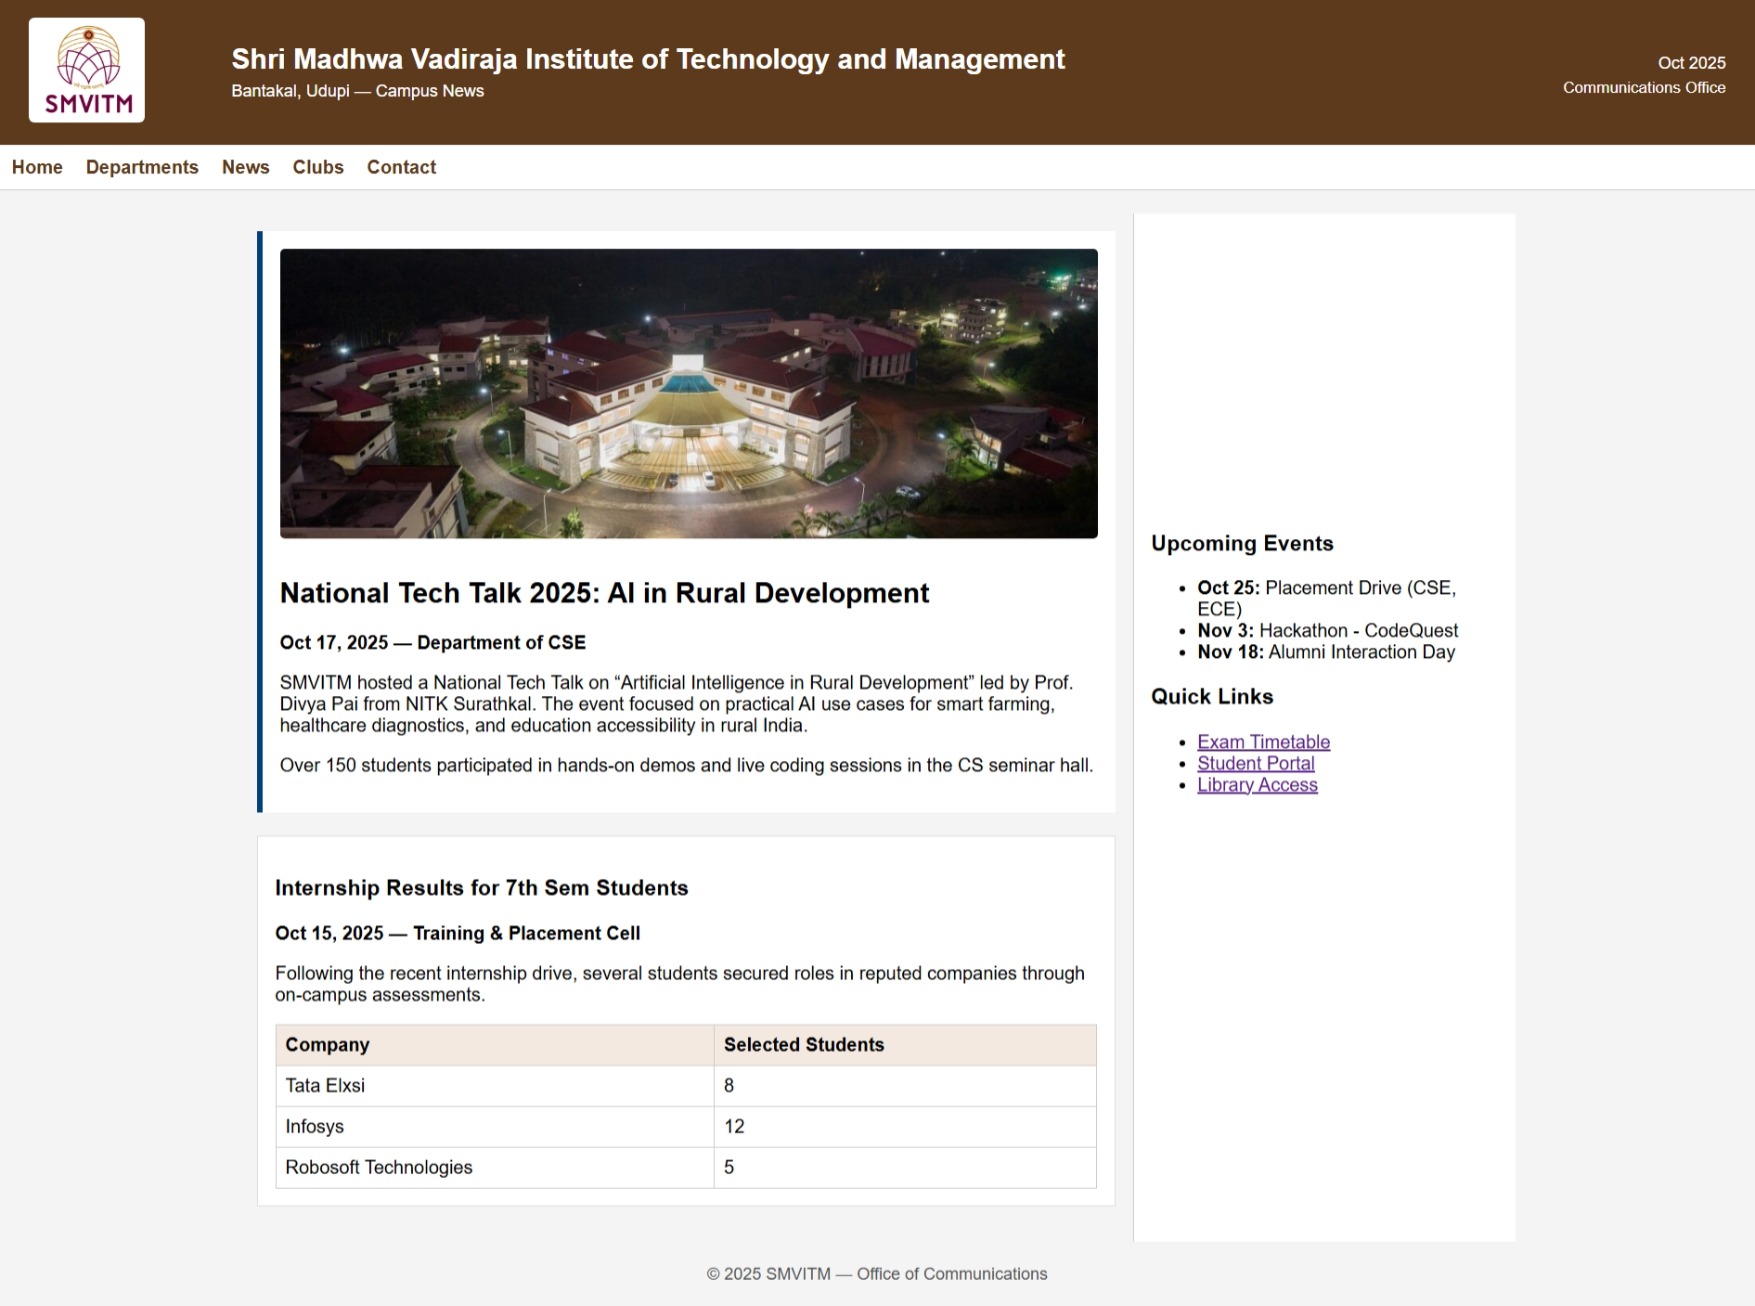 SMVITM
Shri Madhwa Vadiraja Institute of Technology and Management
Bantakal, Udupi — Campus News
Oct 2025
Communications Office
Home Departments News Clubs Contact
National Tech Talk 2025: AI in Rural Development
Oct 17, 2025 — Department of CSE
SMVITM hosted a National Tech Talk on “Artificial Intelligence in Rural Development” led by Prof.
Divya Pai from NITK Surathkal. The event focused on practical AI use cases for smart farming,
healthcare diagnostics, and education accessibility in rural India.
Over 150 students participated in hands-on demos and live coding sessions in the CS seminar hall.
Internship Results for 7th Sem Students
Oct 15, 2025 — Training & Placement Cell
Following the recent internship drive, several students secured roles in reputed companies through
on-campus assessments.
Company Selected Students
Tata Elxsi 8
Infosys 12
Robosoft Technologies 5
Upcoming Events
• Oct 25: Placement Drive (CSE,
ECE)
• Nov 3: Hackathon - CodeQuest
• Nov 18: Alumni Interaction Day
Quick Links
• Exam Timetable
• Student Portal
• Library Access
© 2025 SMVITM — Office of Communications